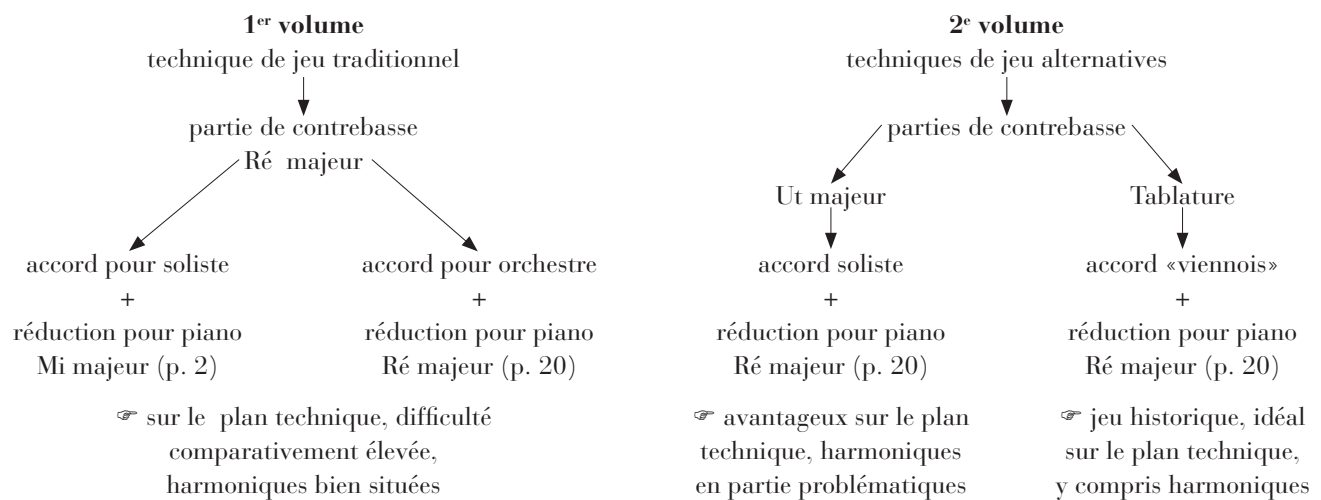 1er volume
technique de jeu traditionnel
partie de contrebasse
Ré majeur
accord pour soliste
+
réduction pour piano
Mi majeur (p. 2)
accord pour orchestre
+
réduction pour piano
Ré majeur (p. 20)
☞ sur le plan technique, difficulté
comparativement élevée,
harmoniques bien situées
2e volume
techniques de jeu alternatives
parties de contrebasse
Ut majeur
accord soliste
+
réduction pour piano
Ré majeur (p. 20)
☞ avantageux sur le plan
technique, harmoniques
en partie problématiques
Tablature
accord «viennois»
+
réduction pour piano
Ré majeur (p. 20)
☞ jeu historique, idéal
sur le plan technique,
y compris harmoniques